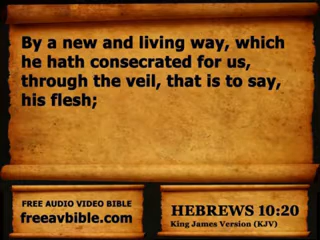 By a new and living way, which
he hath consecrated for us,
through the veil, that is to say,
his flesh;
FREE AUDIO VIDEO BIBLE
freeavbible.com
HEBREWS 10:20
King James Version (KJV)